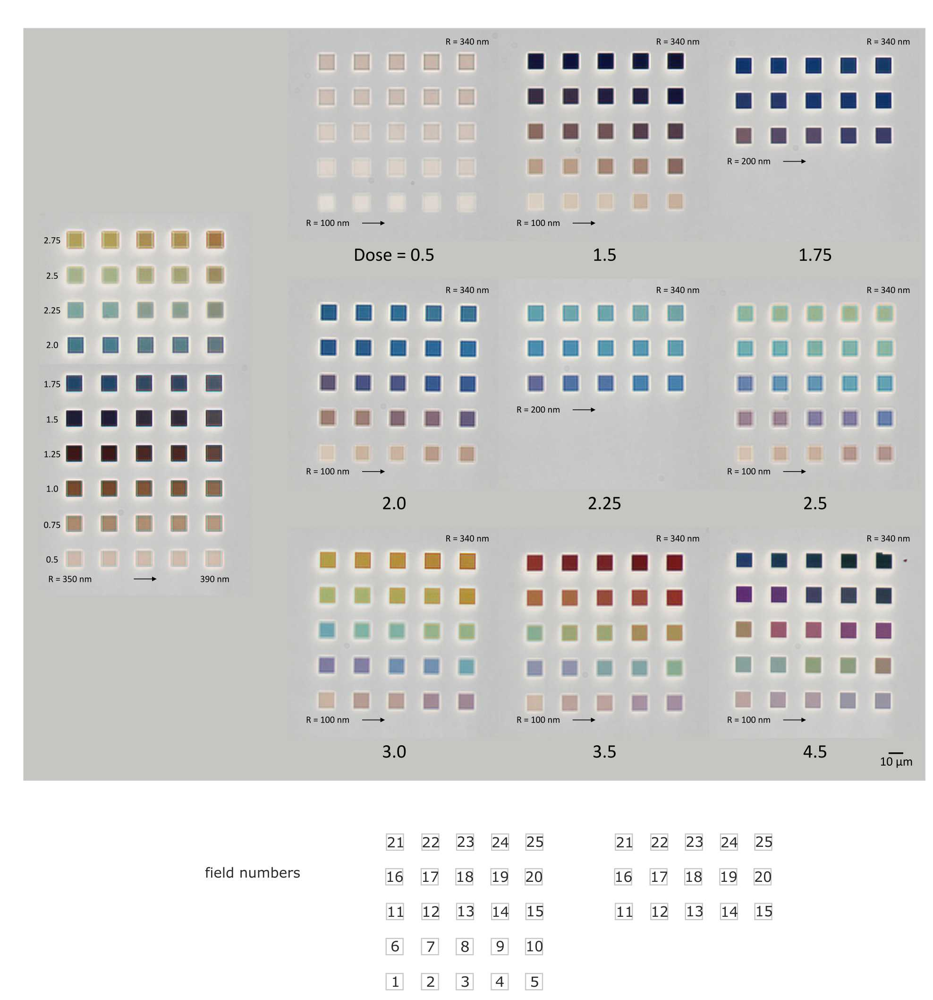 R = 340 nm
R = 340 nm
R = 340 nm
R = 200 nm
R = 100 nm
R = 100 nm
Dose = 0.5
1.5
1.75
2.75
2.5
2.25
2.0
1.75
1.5
1.25
1.0
0.75
0.5
R = 350 nm
390 nm
R = 340 nm
R = 340 nm
R = 340 nm
R = 200 nm
R = 100 nm
R = 100 nm
2.0
2.25
2.5
R = 340 nm
R = 340 nm
R = 340 nm
R = 100 nm
R = 100 nm
R = 100 nm
3.0
3.5
4.5
10 µm
field numbers
21 22 23 24 25
16 17 18 19 20
11 12 13 14 15
6 7 8 9 10
1 2 3 4 5
21 22 23 24 25
16 17 18 19 20
11 12 13 14 15